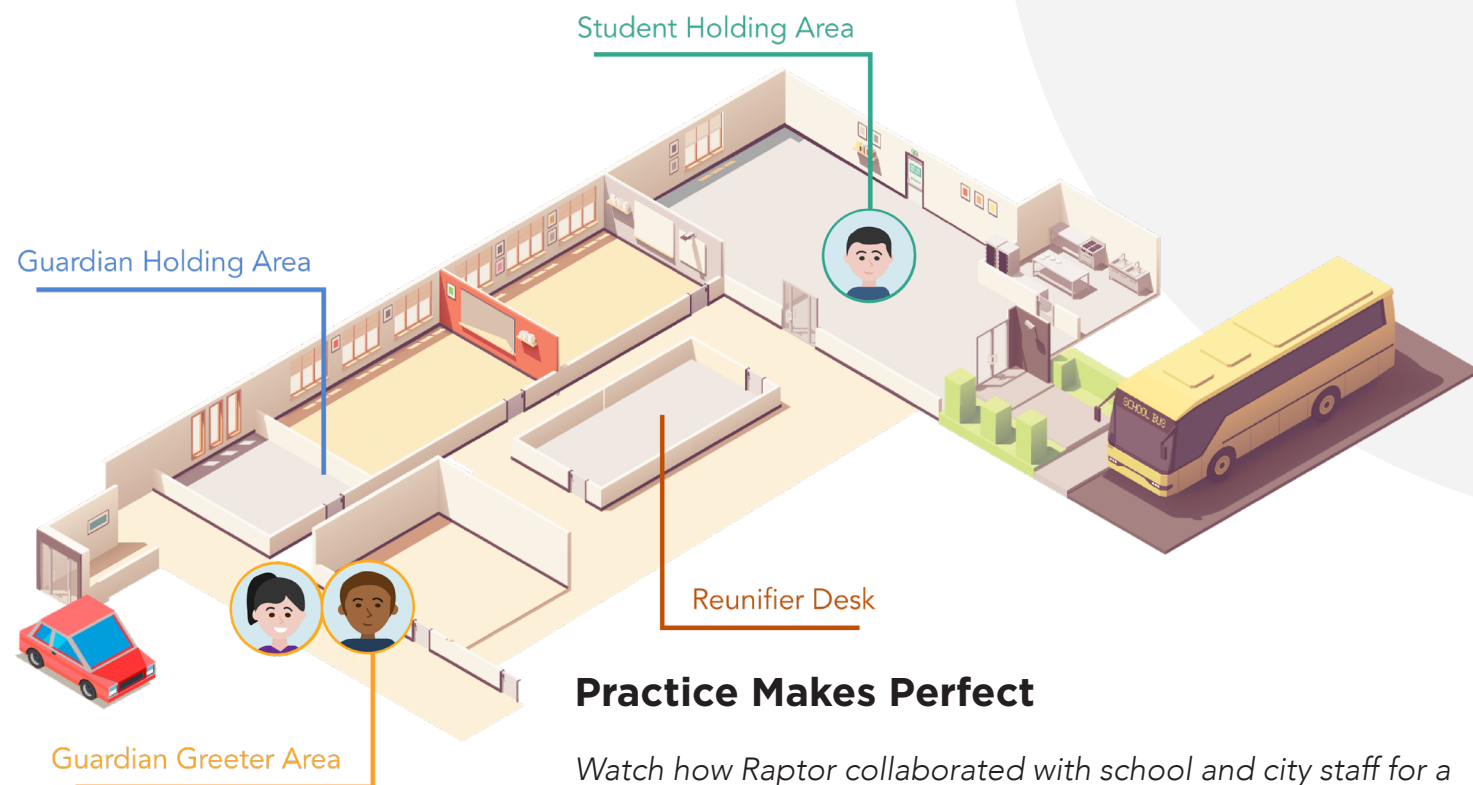 Student Holding Area
Guardian Holding Area
SCHOOL BUS
Reunifier Desk
Guardian Greeter Area
Practice Makes Perfect
Watch how Raptor collaborated with school and city staff for a